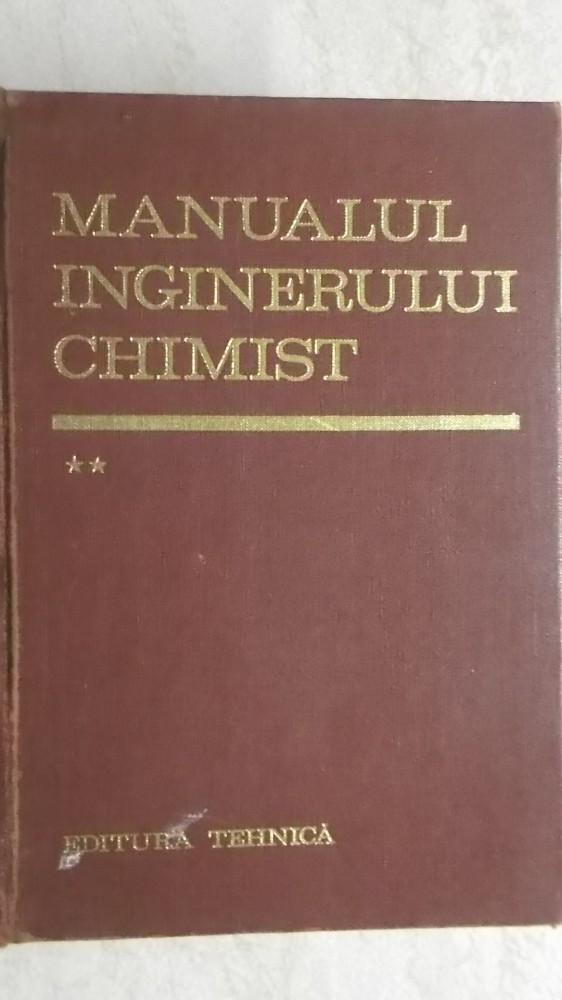 MANUALUL
INGINERULUI
CHIMIST
★★
EDITURA TEHNICĂ